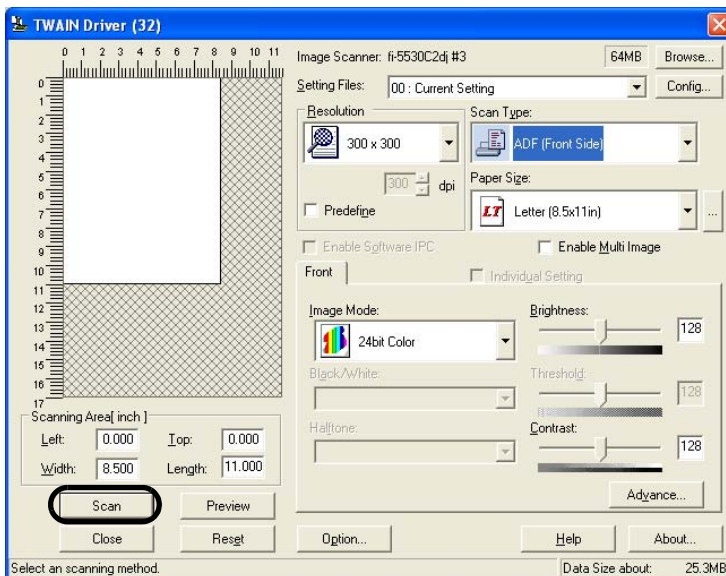 TWAIN Driver (32)
0 1 2 3 4 5 6 7 8 9 10 11
0
1
2
3
4
5
6
7
8
9
10
11
12
13
14
15
16
17
Image Scanner: fi-5530C2dj #3
64MB
Browse...
Setting Files:
00 : Current Setting
Config...
Resolution
300 x 300
300 dpi
Predefine
Scan Type:
ADF (Front Side)
Paper Size:
LT Letter (8.5x11in)
...
Enable Software IPC
Enable Multi Image
Front
Individual Setting
Image Mode:
24bit Color
Black/White:
Halftone:
Brightness:
128
Threshold:
128
Contrast:
128
Advance...
Scanning Area[ inch ]
Left: 0.000 Top: 0.000
Width: 8.500 Length: 11.000
Scan Preview
Close Reset
Option... Help About...
Select an scanning method. Data Size about: 25.3MB